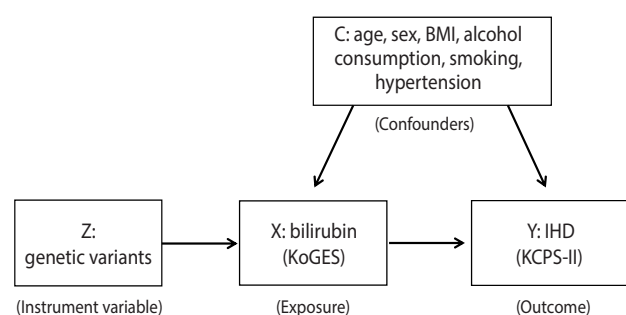 C: age, sex, BMI, alcohol
consumption, smoking,
hypertension
(Confounders)
Z:
genetic variants
(Instrument variable)
X: bilirubin
(KoGES)
(Exposure)
Y: IHD
(KCPS-II)
(Outcome)